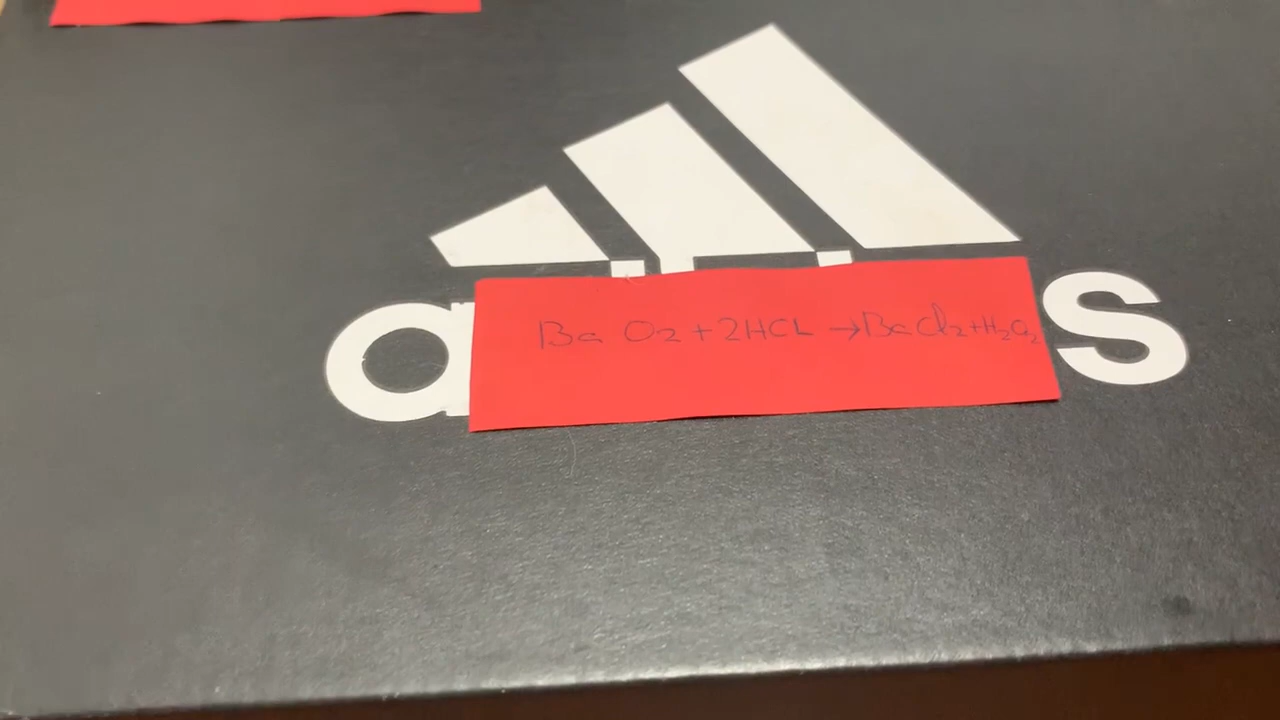 a s
Ba O2 + 2HCL → BaCl2 + H2O2